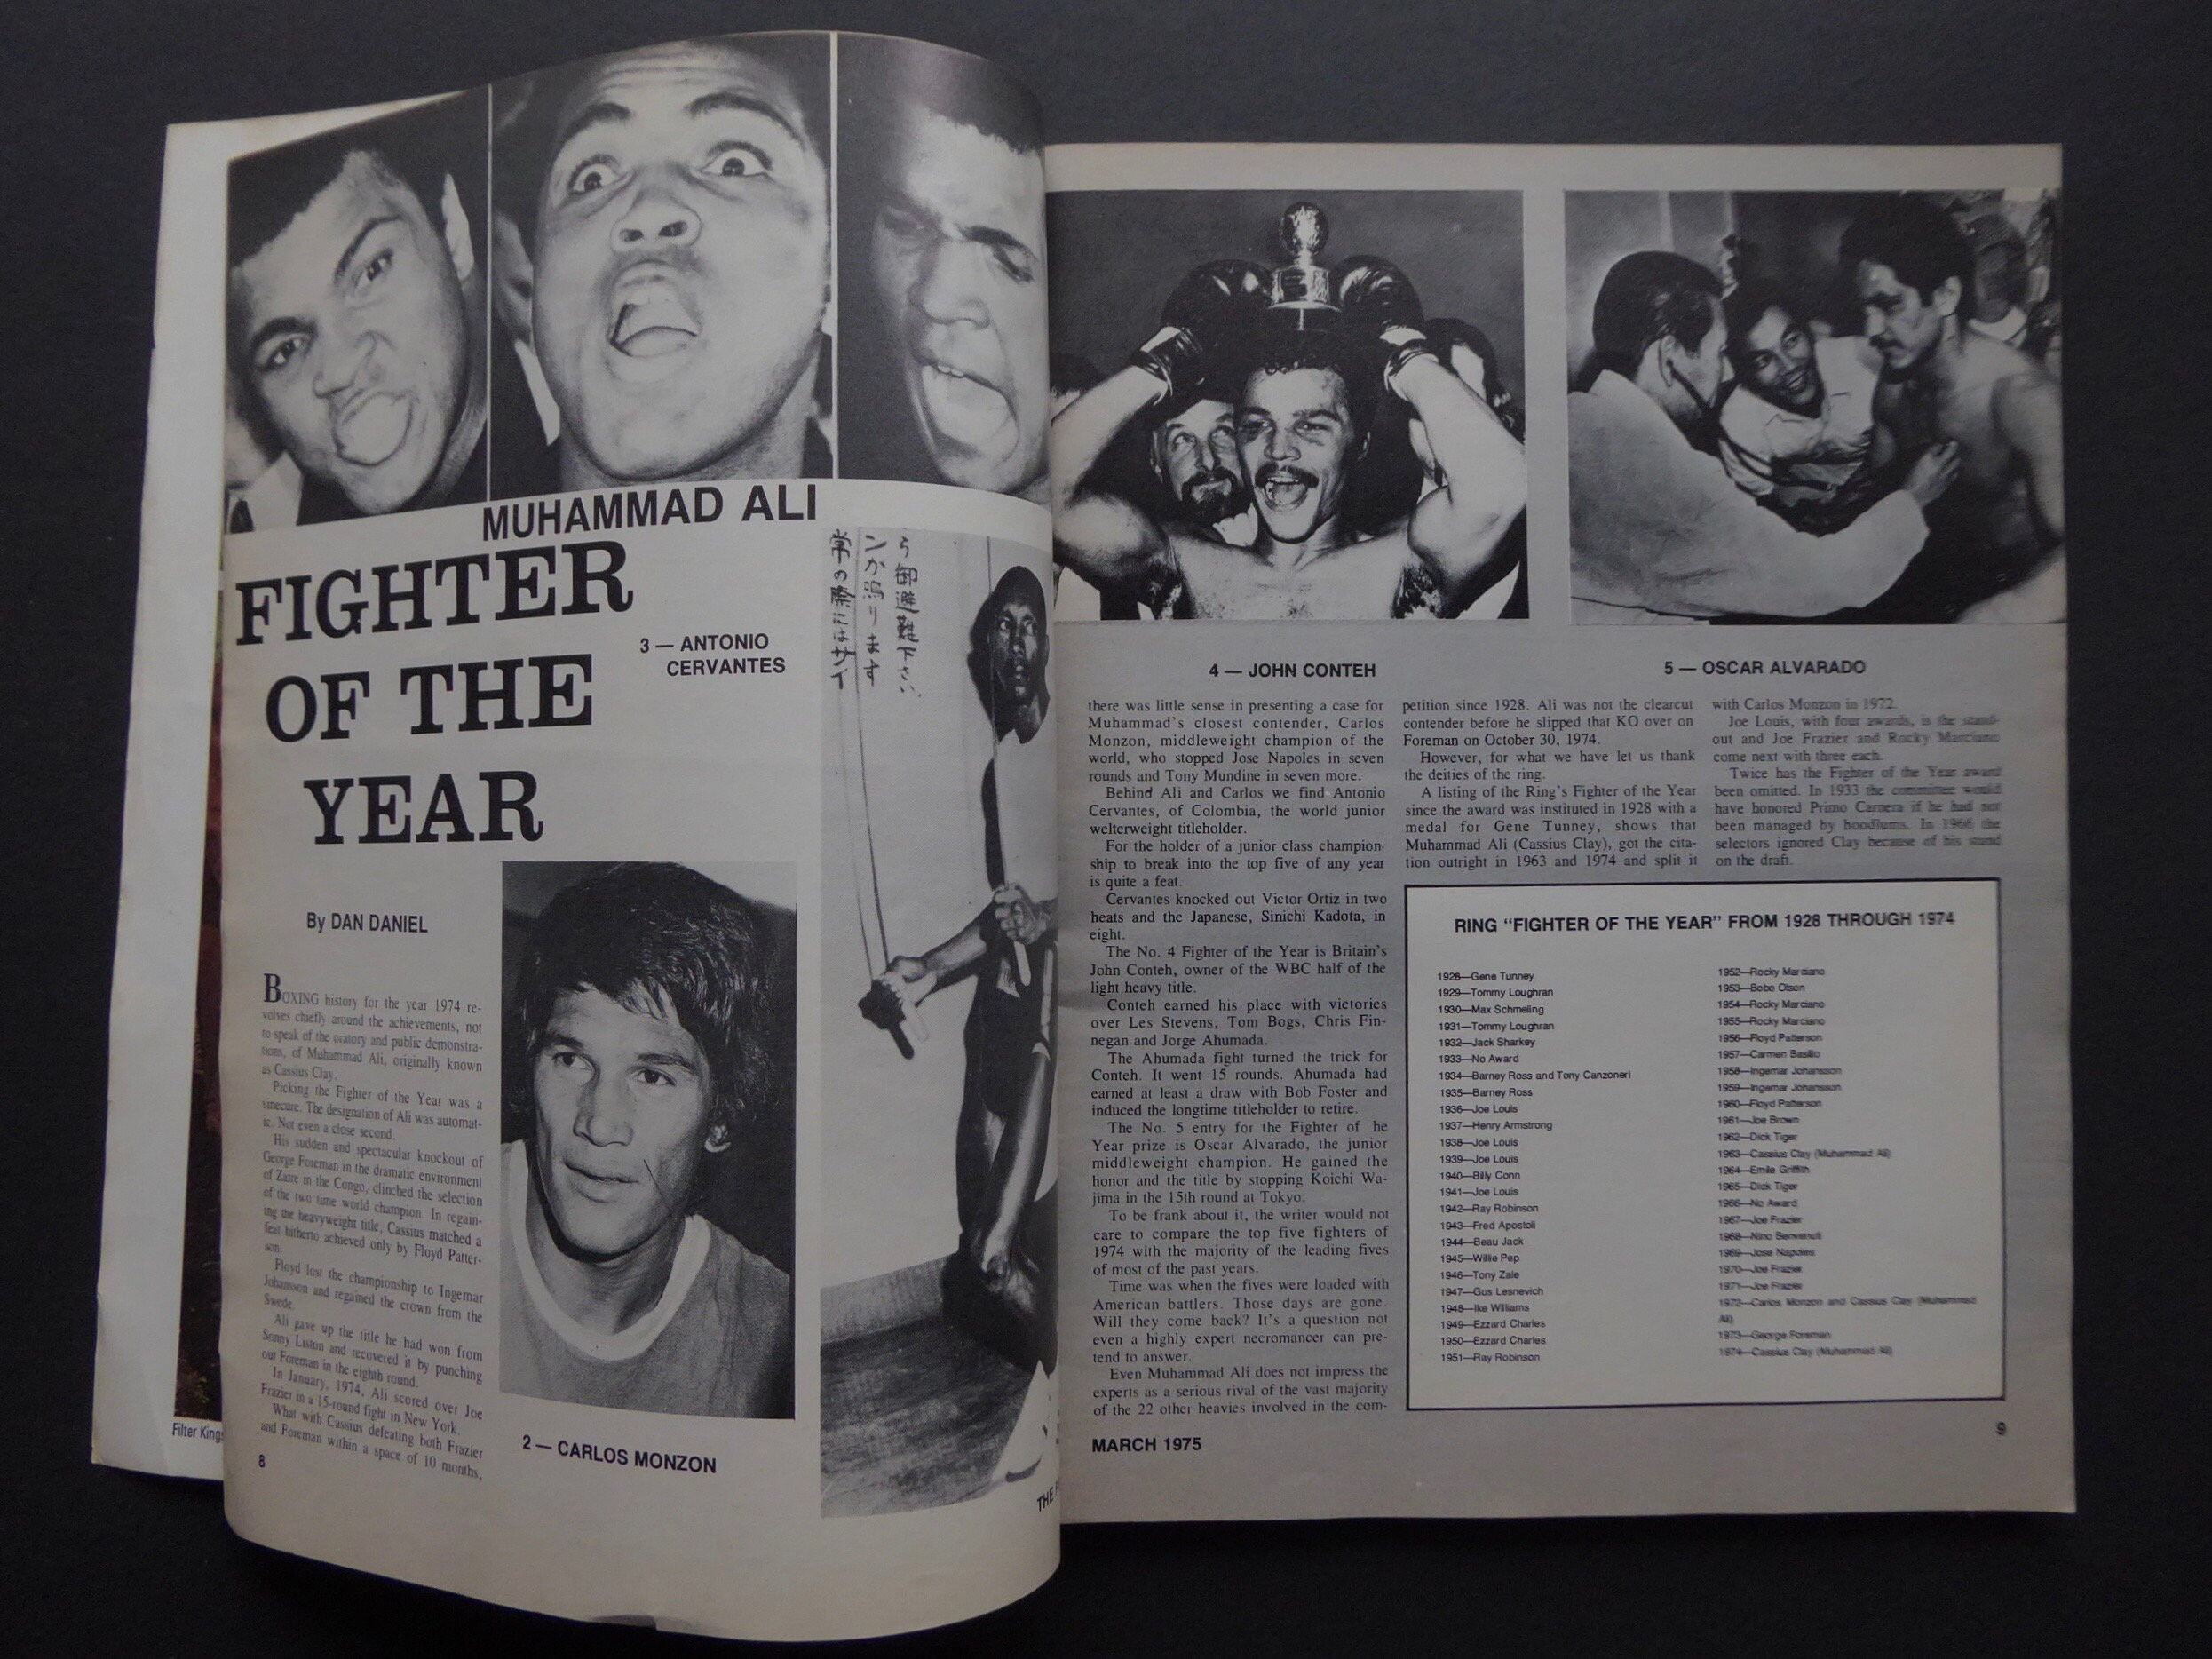 MUHAMMAD ALI
FIGHTER
OF THE
YEAR
3 — ANTONIO
CERVANTES
By DAN DANIEL
BOXING history for the year 1974 re-
volves chiefly around the achievements, not
to speak of the oratory and public demonstra-
tions, of Muhammad Ali, originally known
as Cassius Clay.
Picking the Fighter of the Year was a
sinecure. The designation of Ali was automat-
ic. Not even a close second.
His sudden and spectacular knockout of
George Foreman in the dramatic environment
of Zaire in the Congo, clinched the selection
of the two time world champion. In regain-
ing the heavyweight title, Cassius matched a
feat hitherto achieved only by Floyd Patter-
son.
Floyd lost the championship to Ingemar
Johansson and regained the crown from the
Swede.
Ali gave up the title he had won from
Sonny Liston and recovered it by punching
out Foreman in the eighth round.
In January, 1974, Ali scored over Joe
Frazier in a 15-round fight in New York.
What with Cassius defeating both Frazier
and Foreman within a space of 10 months,
8
2 — CARLOS MONZON
Filter Kings
THE
4 — JOHN CONTEH
5 — OSCAR ALVARADO
there was little sense in presenting a case for
Muhammad's closest contender, Carlos
Monzon, middleweight champion of the
world, who stopped Jose Napoles in seven
rounds and Tony Mundine in seven more.
Behind Ali and Carlos we find Antonio
Cervantes, of Colombia, the world junior
welterweight titleholder.
For the holder of a junior class champion-
ship to break into the top five of any year
is quite a feat.
Cervantes knocked out Victor Ortiz in two
heats and the Japanese, Sinichi Kadota, in
eight.
The No. 4 Fighter of the Year is Britain's
John Conteh, owner of the WBC half of the
light heavy title.
Conteh earned his place with victories
over Les Stevens, Tom Bogs, Chris Fin-
negan and Jorge Ahumada.
The Ahumada fight turned the trick for
Conteh. It went 15 rounds. Ahumada had
earned at least a draw with Bob Foster and
induced the longtime titleholder to retire.
The No. 5 entry for the Fighter of he
Year prize is Oscar Alvarado, the junior
middleweight champion. He gained the
honor and the title by stopping Koichi Wa-
jima in the 15th round at Tokyo.
To be frank about it, the writer would not
care to compare the top five fighters of
1974 with the majority of the leading fives
of most of the past years.
Time was when the fives were loaded with
American battlers. Those days are gone.
Will they come back? It's a question not
even a highly expert necromancer can pre-
tend to answer.
Even Muhammad Ali does not impress the
experts as a serious rival of the vast majority
of the 22 other heavies involved in the com-
petition since 1928. Ali was not the clearcut
contender before he slipped that KO over on
Foreman on October 30, 1974.
However, for what we have let us thank
the deities of the ring.
A listing of the Ring's Fighter of the Year
since the award was instituted in 1928 with a
medal for Gene Tunney, shows that
Muhammad Ali (Cassius Clay), got the cita-
tion outright in 1963 and 1974 and split it
with Carlos Monzon in 1972.
Joe Louis, with four awards, is the stand-
out and Joe Frazier and Rocky Marciano
come next with three each.
Twice has the Fighter of the Year award
been omitted. In 1933 the committee would
have honored Primo Carnera if he had not
been managed by hoodlums. In 1966 the
selectors ignored Clay because of his stand
on the draft.
RING "FIGHTER OF THE YEAR" FROM 1928 THROUGH 1974
1928—Gene Tunney
1929—Tommy Loughran
1930—Max Schmeling
1931—Tommy Loughran
1932—Jack Sharkey
1933—No Award
1934—Barney Ross and Tony Canzoneri
1935—Barney Ross
1936—Joe Louis
1937—Henry Armstrong
1938—Joe Louis
1939—Joe Louis
1940—Billy Conn
1941—Joe Louis
1942—Ray Robinson
1943—Fred Apostoli
1944—Beau Jack
1945—Willie Pep
1946—Tony Zale
1947—Gus Lesnevich
1948—Ike Williams
1949—Ezzard Charles
1950—Ezzard Charles
1951—Ray Robinson
1952—Rocky Marciano
1953—Bobo Olson
1954—Rocky Marciano
1955—Rocky Marciano
1956—Floyd Patterson
1957—Carmen Basilio
1958—Ingemar Johansson
1959—Ingemar Johansson
1960—Floyd Patterson
1961—Joe Brown
1962—Dick Tiger
1963—Cassius Clay (Muhammad Ali)
1964—Emile Griffith
1965—Dick Tiger
1966—No Award
1967—Joe Frazier
1968—Nino Benvenuti
1969—Jose Napoles
1970—Joe Frazier
1971—Joe Frazier
1972—Carlos Monzon and Cassius Clay (Muhammad
Ali)
1973—George Foreman
1974—Cassius Clay (Muhammad Ali)
MARCH 1975
9